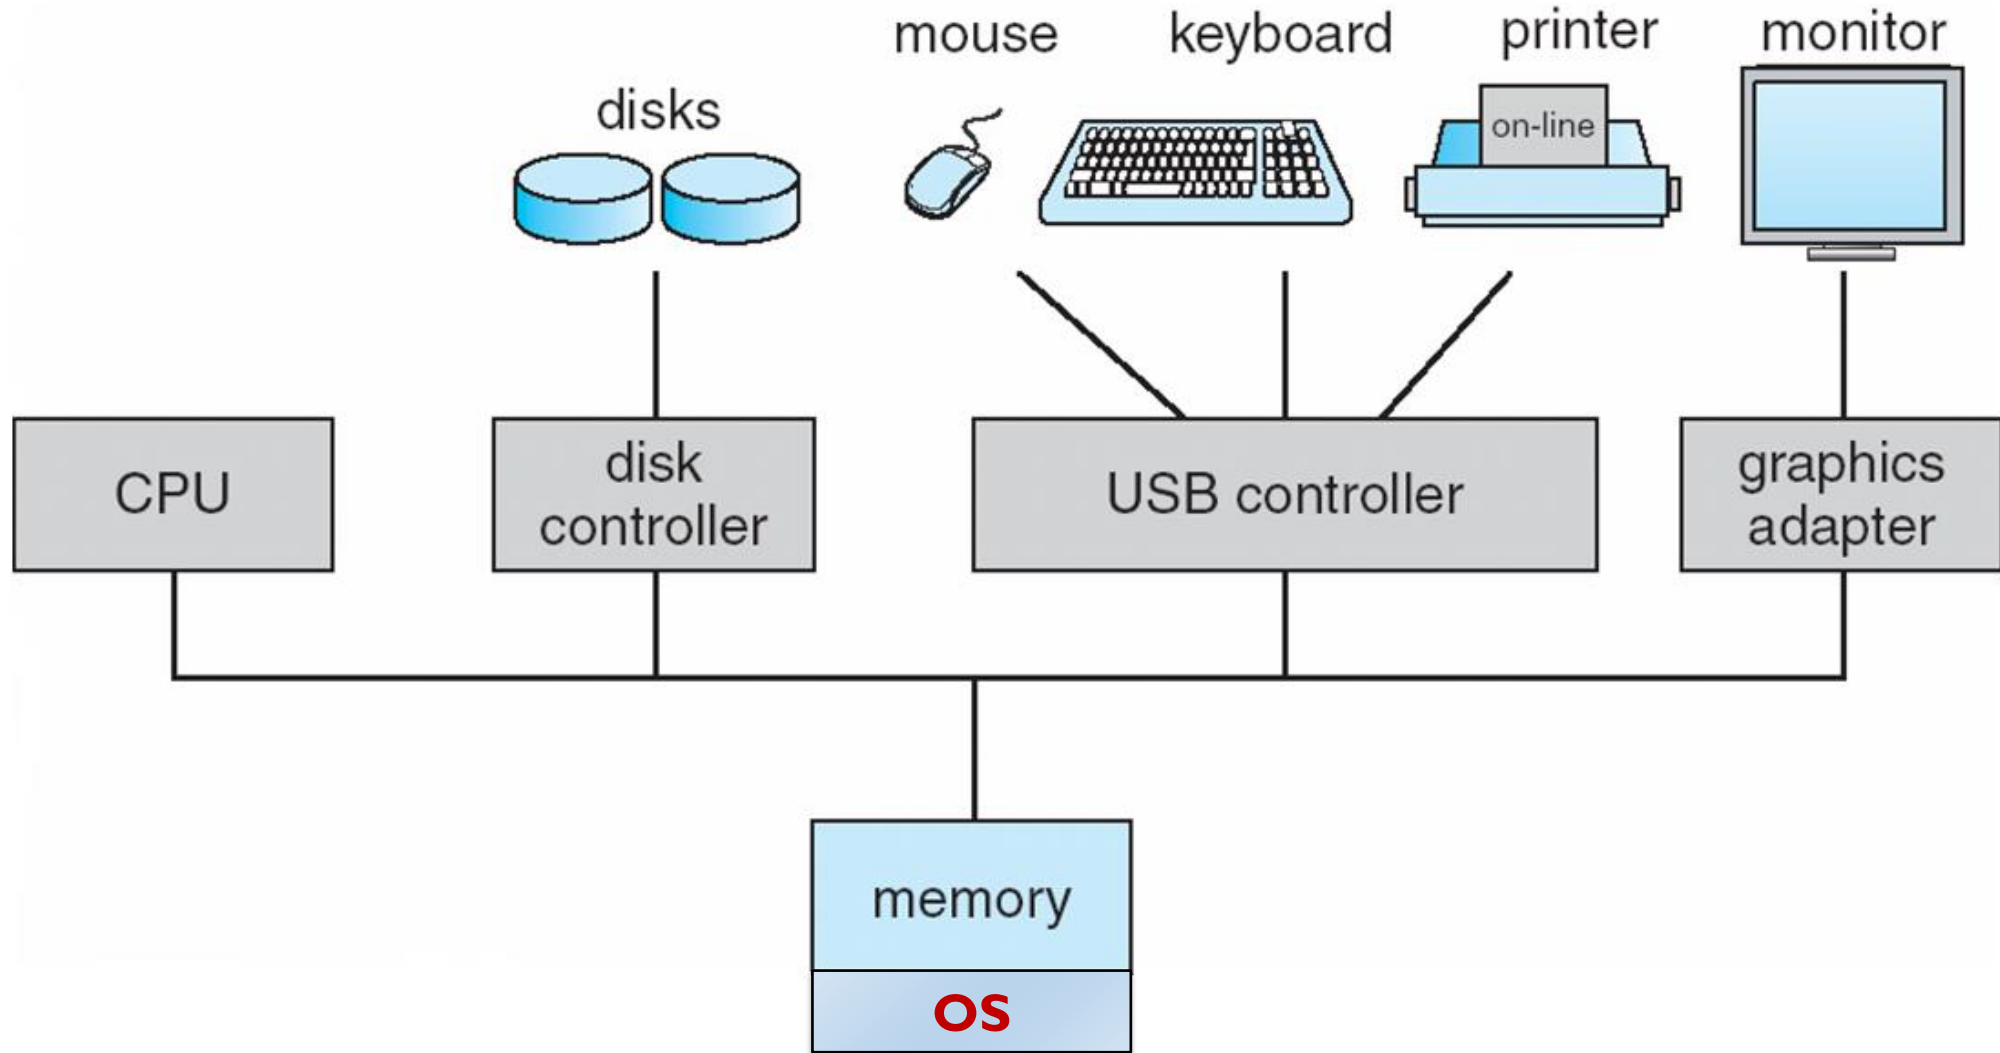 mouse
keyboard
printer
monitor
disks
on-line
CPU
disk
controller
USB controller
graphics
adapter
memory
OS